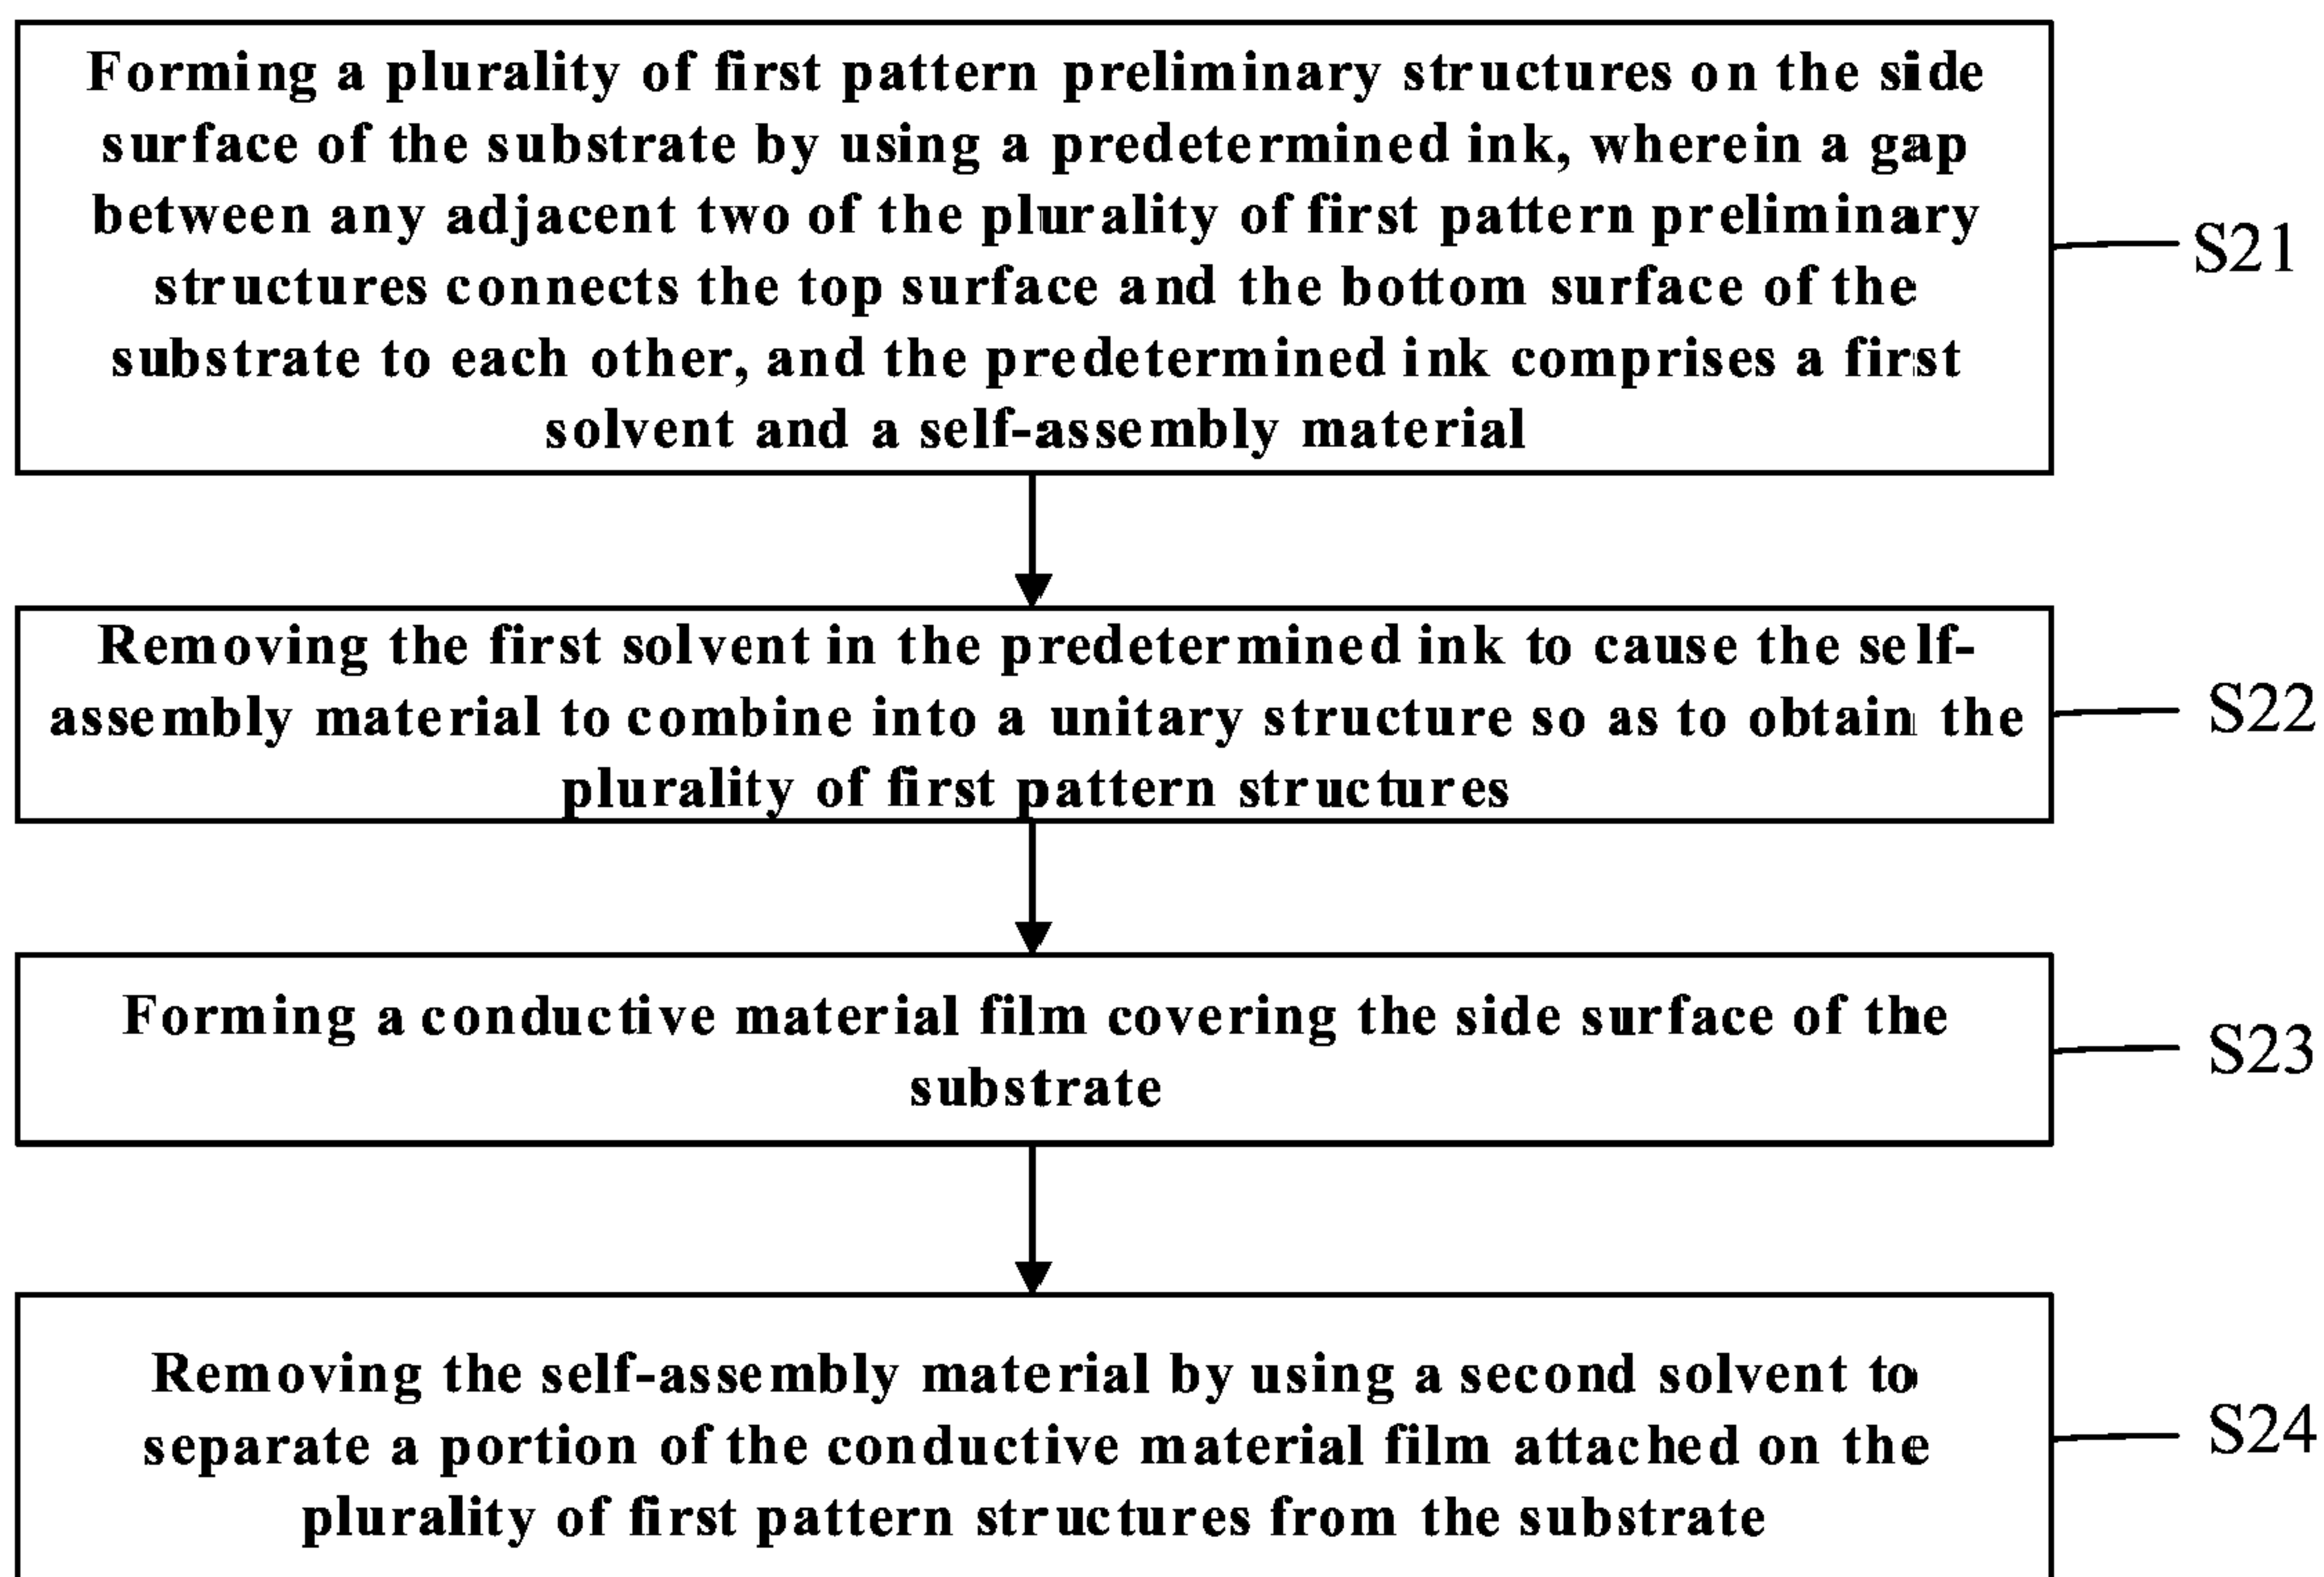 Forming a plurality of first pattern preliminary structures on the side
surface of the substrate by using a predetermined ink, wherein a gap
between any adjacent two of the plurality of first pattern preliminary
structures connects the top surface and the bottom surface of the
substrate to each other, and the predetermined ink comprises a first
solvent and a self-assembly material
S21
Removing the first solvent in the predetermined ink to cause the self-
assembly material to combine into a unitary structure so as to obtain the
plurality of first pattern structures
S22
Forming a conductive material film covering the side surface of the
substrate
S23
Removing the self-assembly material by using a second solvent to
separate a portion of the conductive material film attached on the
plurality of first pattern structures from the substrate
S24